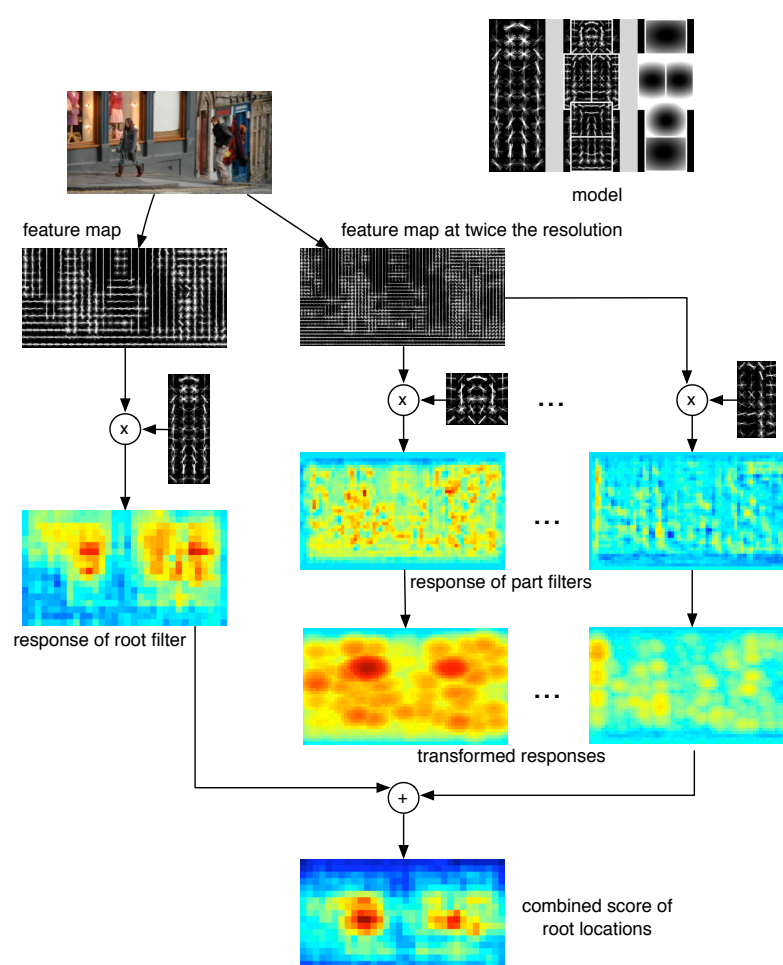 model
feature map
feature map at twice the resolution
x
x
...
x
...
response of part filters
response of root filter
...
transformed responses
+
combined score of
root locations